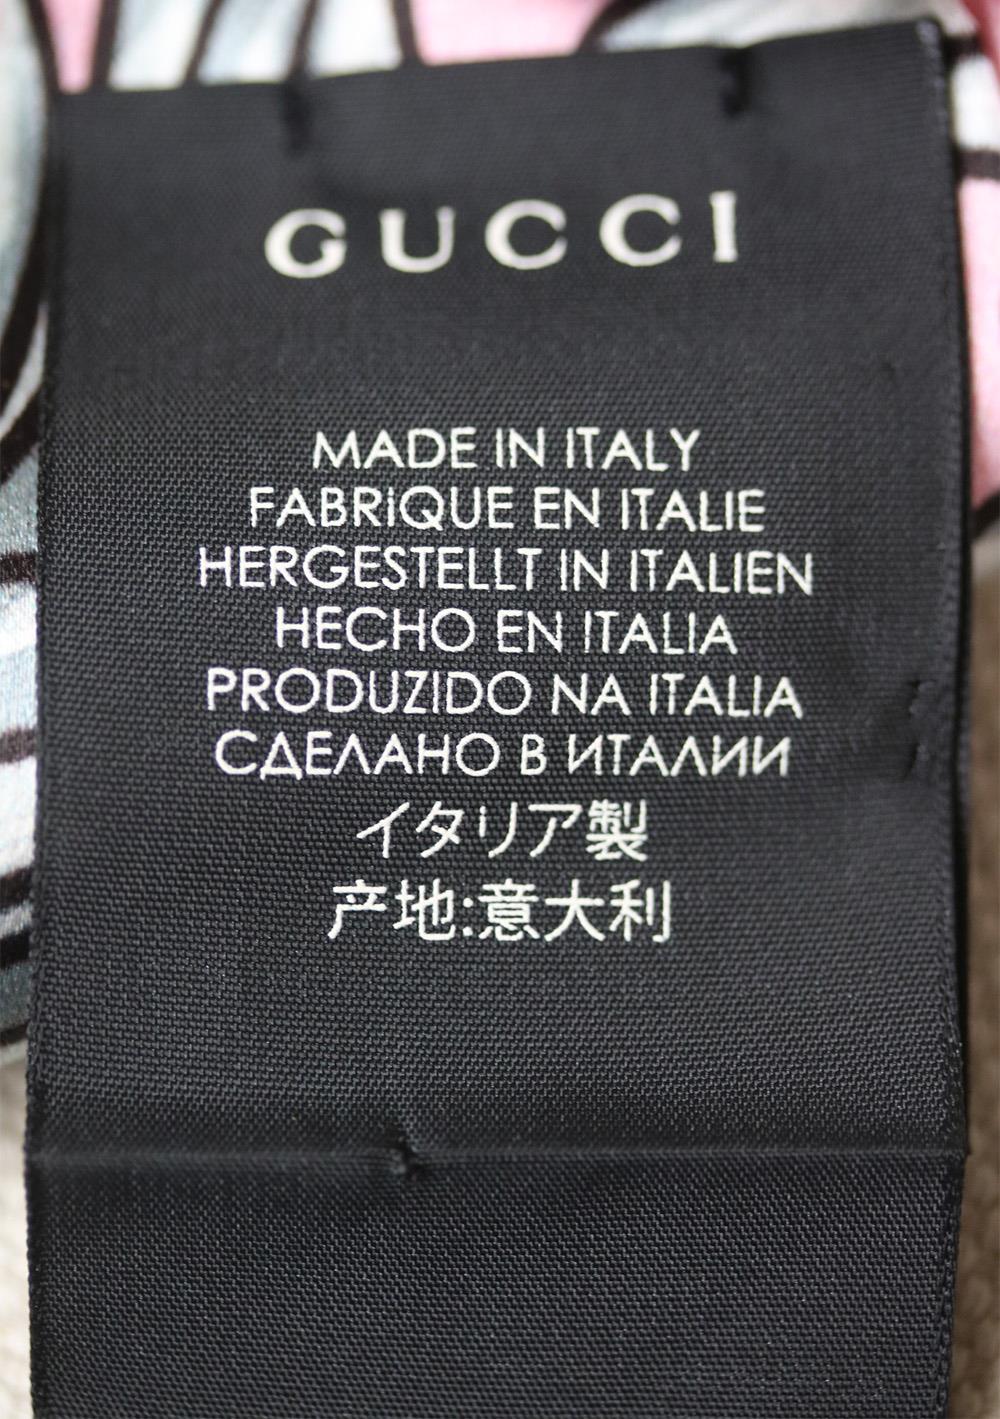 GUCCI
MADE IN ITALY
FABRIQUE EN ITALIE
HERGESTELLT IN ITALIEN
HECHO EN ITALIA
PRODUZIDO NA ITALIA
СДЕЛАНО В ИТАЛИИ
イタリア製
产地:意大利